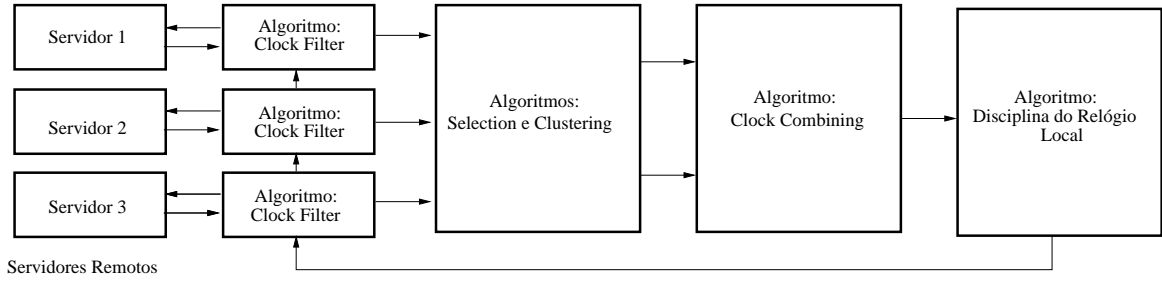 Servidor 1
Algoritmo:
Clock Filter
Servidor 2
Algoritmo:
Clock Filter
Servidor 3
Algoritmo:
Clock Filter
Algoritmos:
Selection e Clustering
Algoritmo:
Clock Combining
Algoritmo:
Disciplina do Relógio
Local
Servidores Remotos